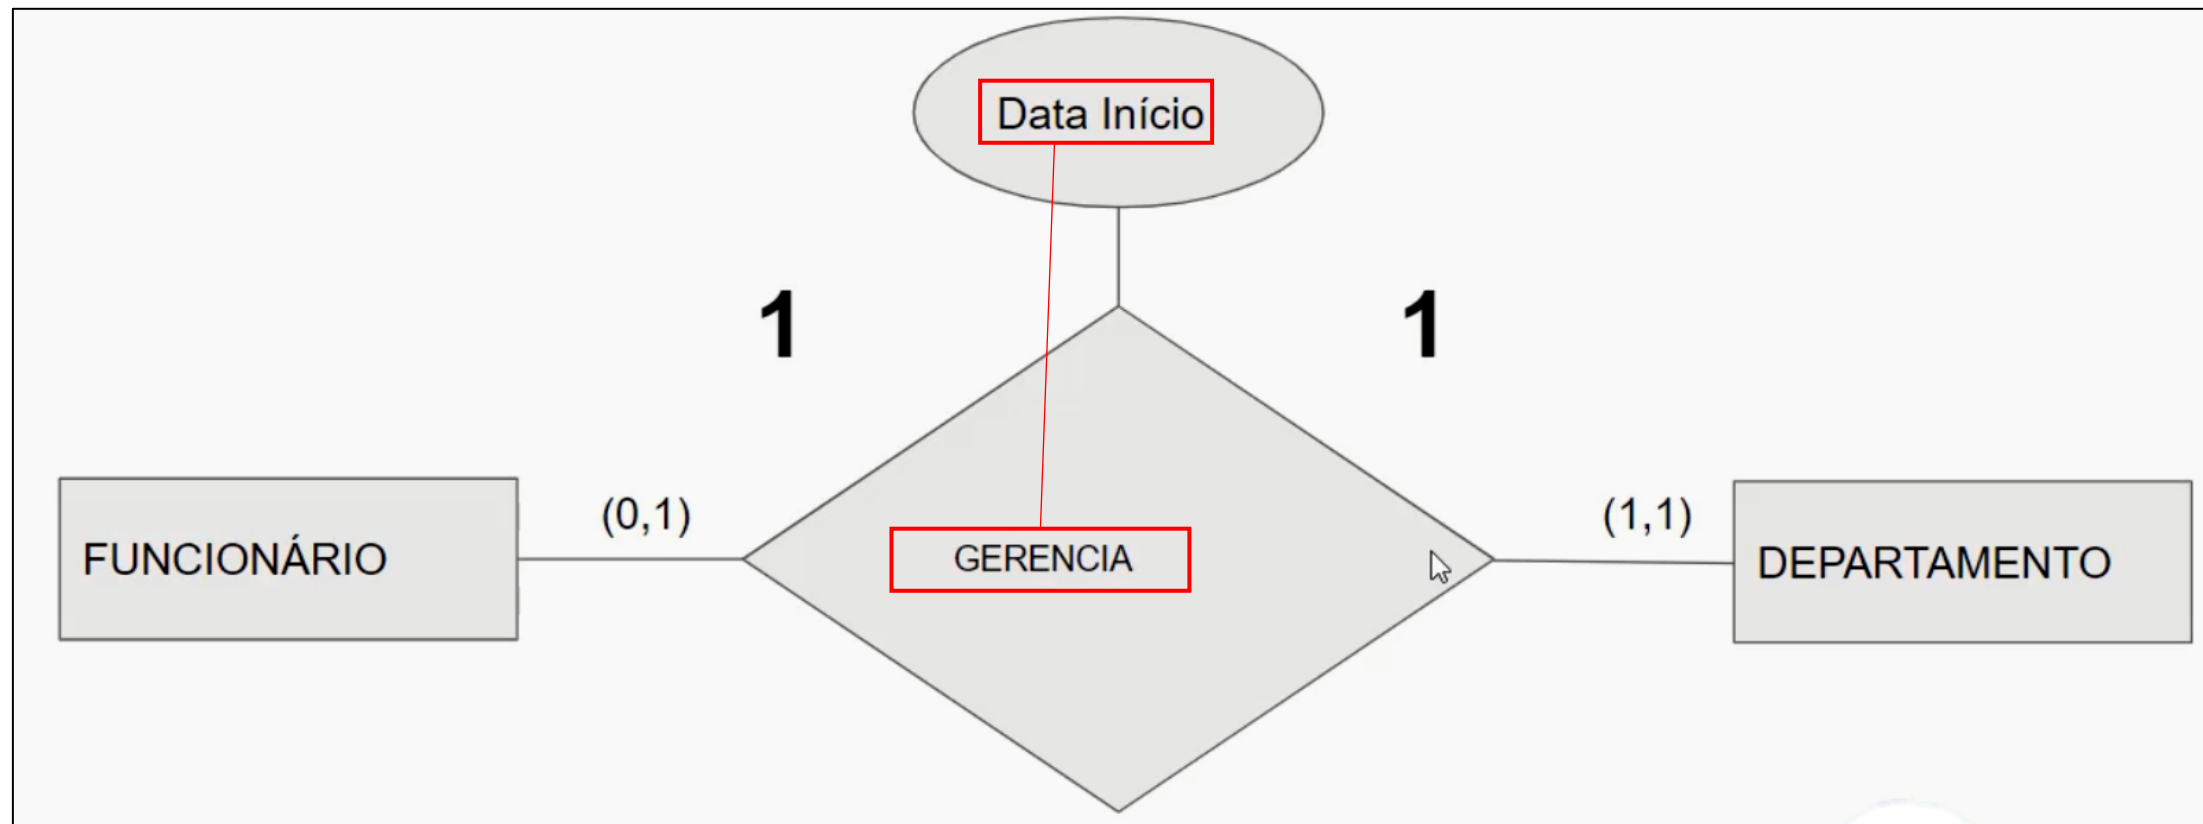 Data Início
1
1
(0,1)
(1,1)
FUNCIONÁRIO
GERENCIA
DEPARTAMENTO